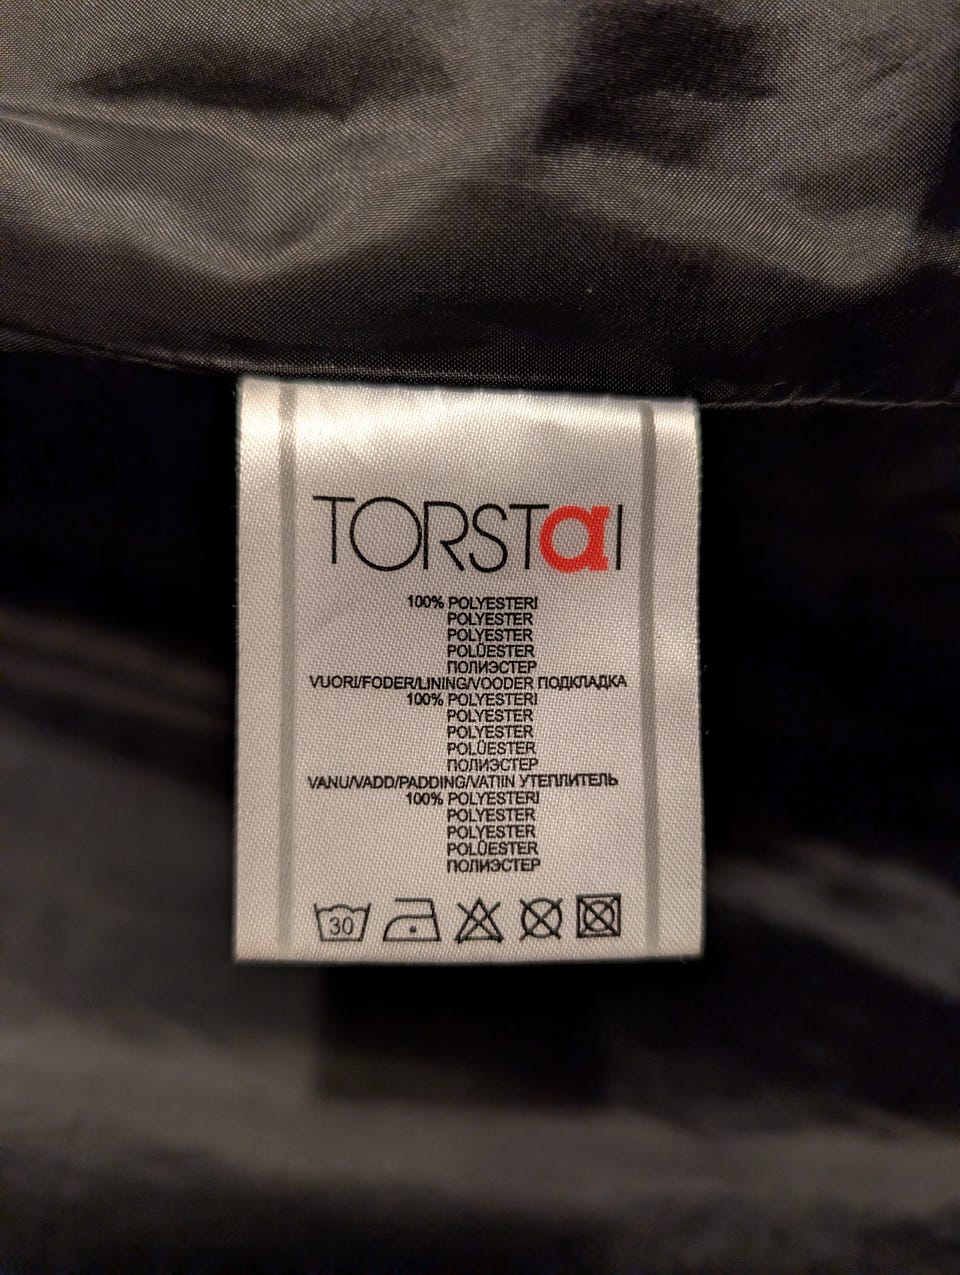 TORSTaI
100% POLYESTERI
POLYESTER
POLYESTER
POLÜESTER
ПОЛИЭСТЕР
VUORI/FODER/LINING/VOODER ПОДКЛАДКА
100% POLYESTERI
POLYESTER
POLYESTER
POLÜESTER
ПОЛИЭСТЕР
VANU/VADD/PADDING/VATIIN УТЕПЛИТЕЛЬ
100% POLYESTERI
POLYESTER
POLYESTER
POLÜESTER
ПОЛИЭСТЕР
30